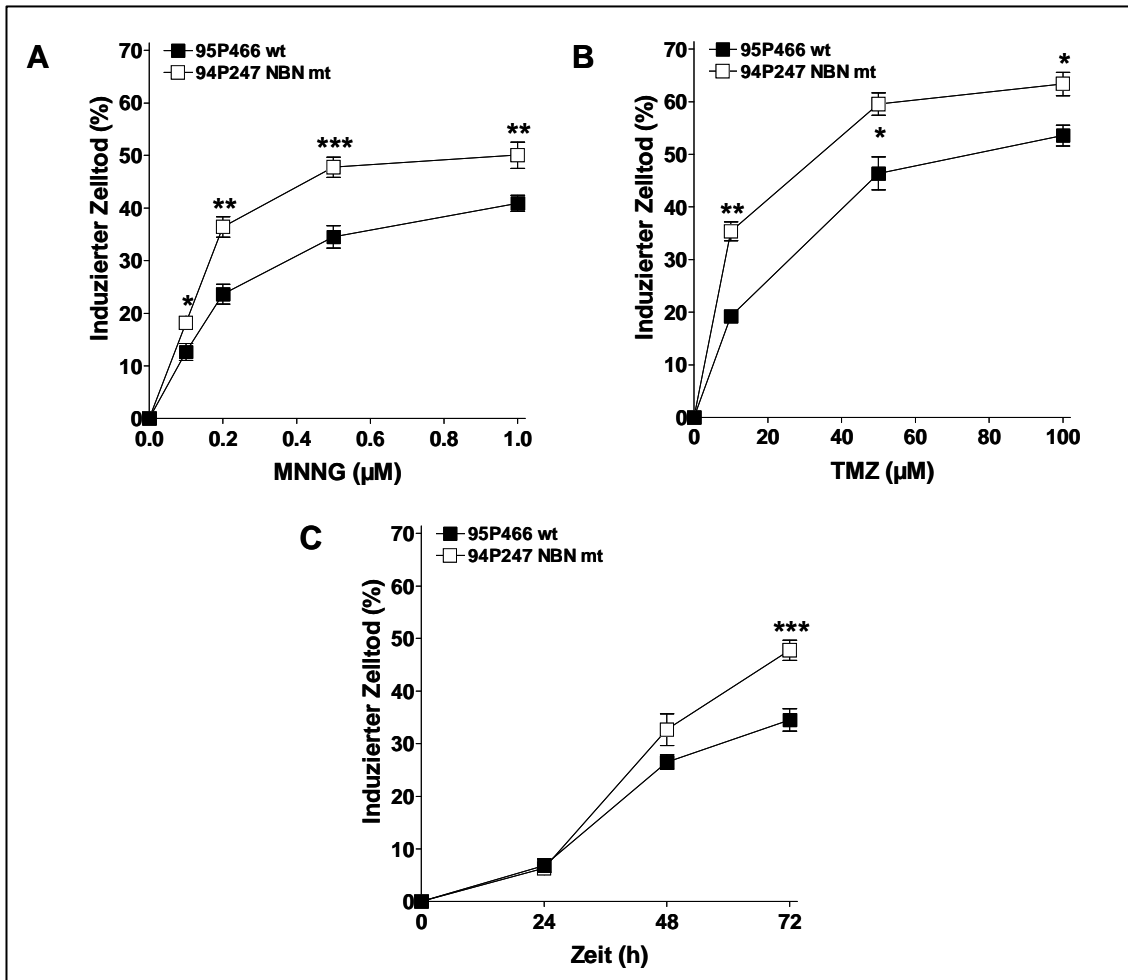 A
95P466 wt
94P247 NBN mt
Induzierter Zelltod (%)
70
60
50
40
30
20
10
0
*
**
***
**
0.0 0.2 0.4 0.6 0.8 1.0
MNNG (µM)
B
95P466 wt
94P247 NBN mt
Induzierter Zelltod (%)
70
60
50
40
30
20
10
0
**
*
*
0 20 40 60 80 100
TMZ (µM)
C
95P466 wt
94P247 NBN mt
Induzierter Zelltod (%)
70
60
50
40
30
20
10
0
***
0 24 48 72
Zeit (h)